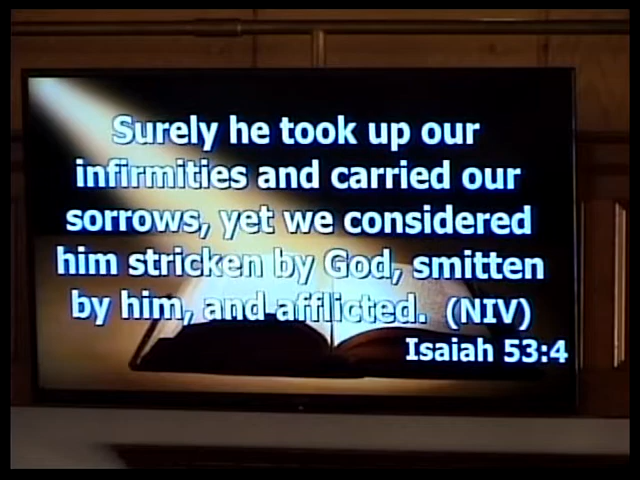 Surely he took up our
infirmities and carried our
sorrows, yet we considered
him stricken by God, smitten
by him, and afflicted. (NIV)
Isaiah 53:4